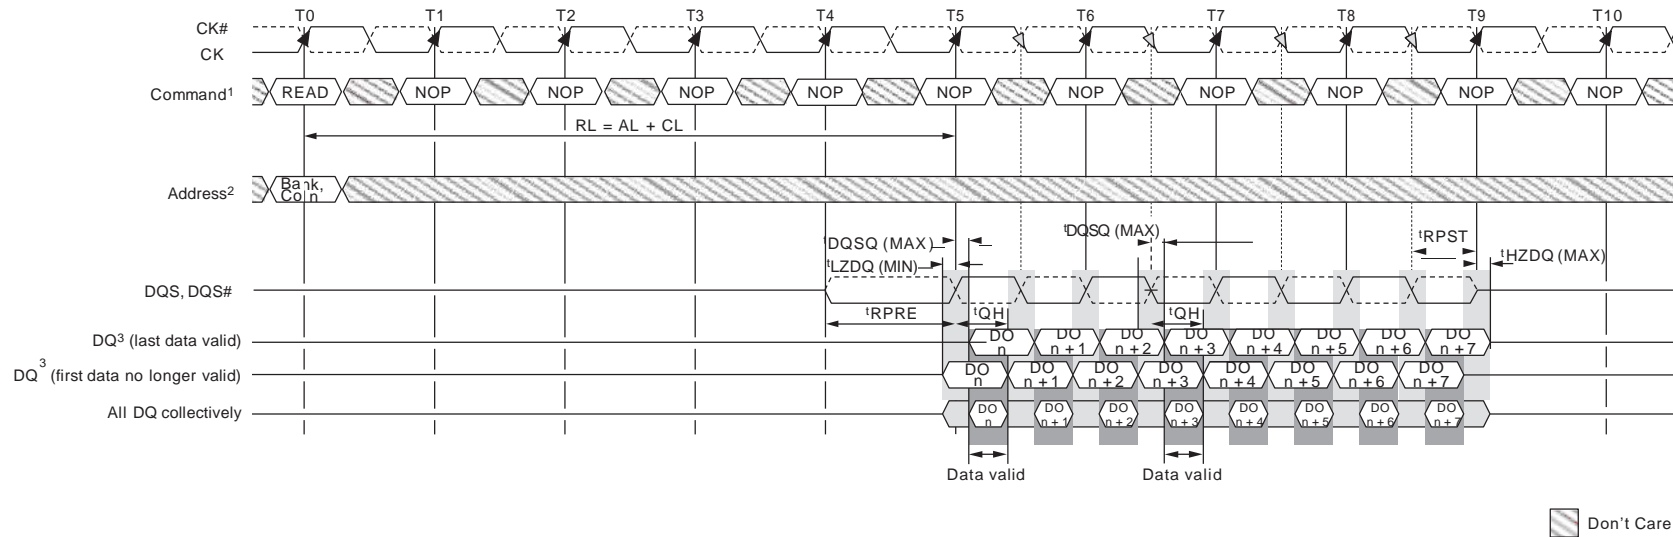 T0 T1 T2 T3 T4 T5 T6 T7 T8 T9 T10
CK#
CK
Command1 READ NOP NOP NOP NOP NOP NOP NOP NOP NOP NOP
RL = AL + CL
Address2 Bank,
Col n
tDQSQ (MAX) tDQSQ (MAX) tRPST
tLZDQ (MIN) tHZDQ (MAX)
DQS, DQS#
tRPRE tQH tQH
DQ3 (last data valid) DO n DO n + 1 DO n + 2 DO n + 3 DO n + 4 DO n + 5 DO n + 6 DO n + 7
DQ3 (first data no longer valid) DO n DO n + 1 DO n + 2 DO n + 3 DO n + 4 DO n + 5 DO n + 6 DO n + 7
All DQ collectively DO n DO n + 1 DO n + 2 DO n + 3 DO n + 4 DO n + 5 DO n + 6 DO n + 7
Data valid Data valid
Don't Care